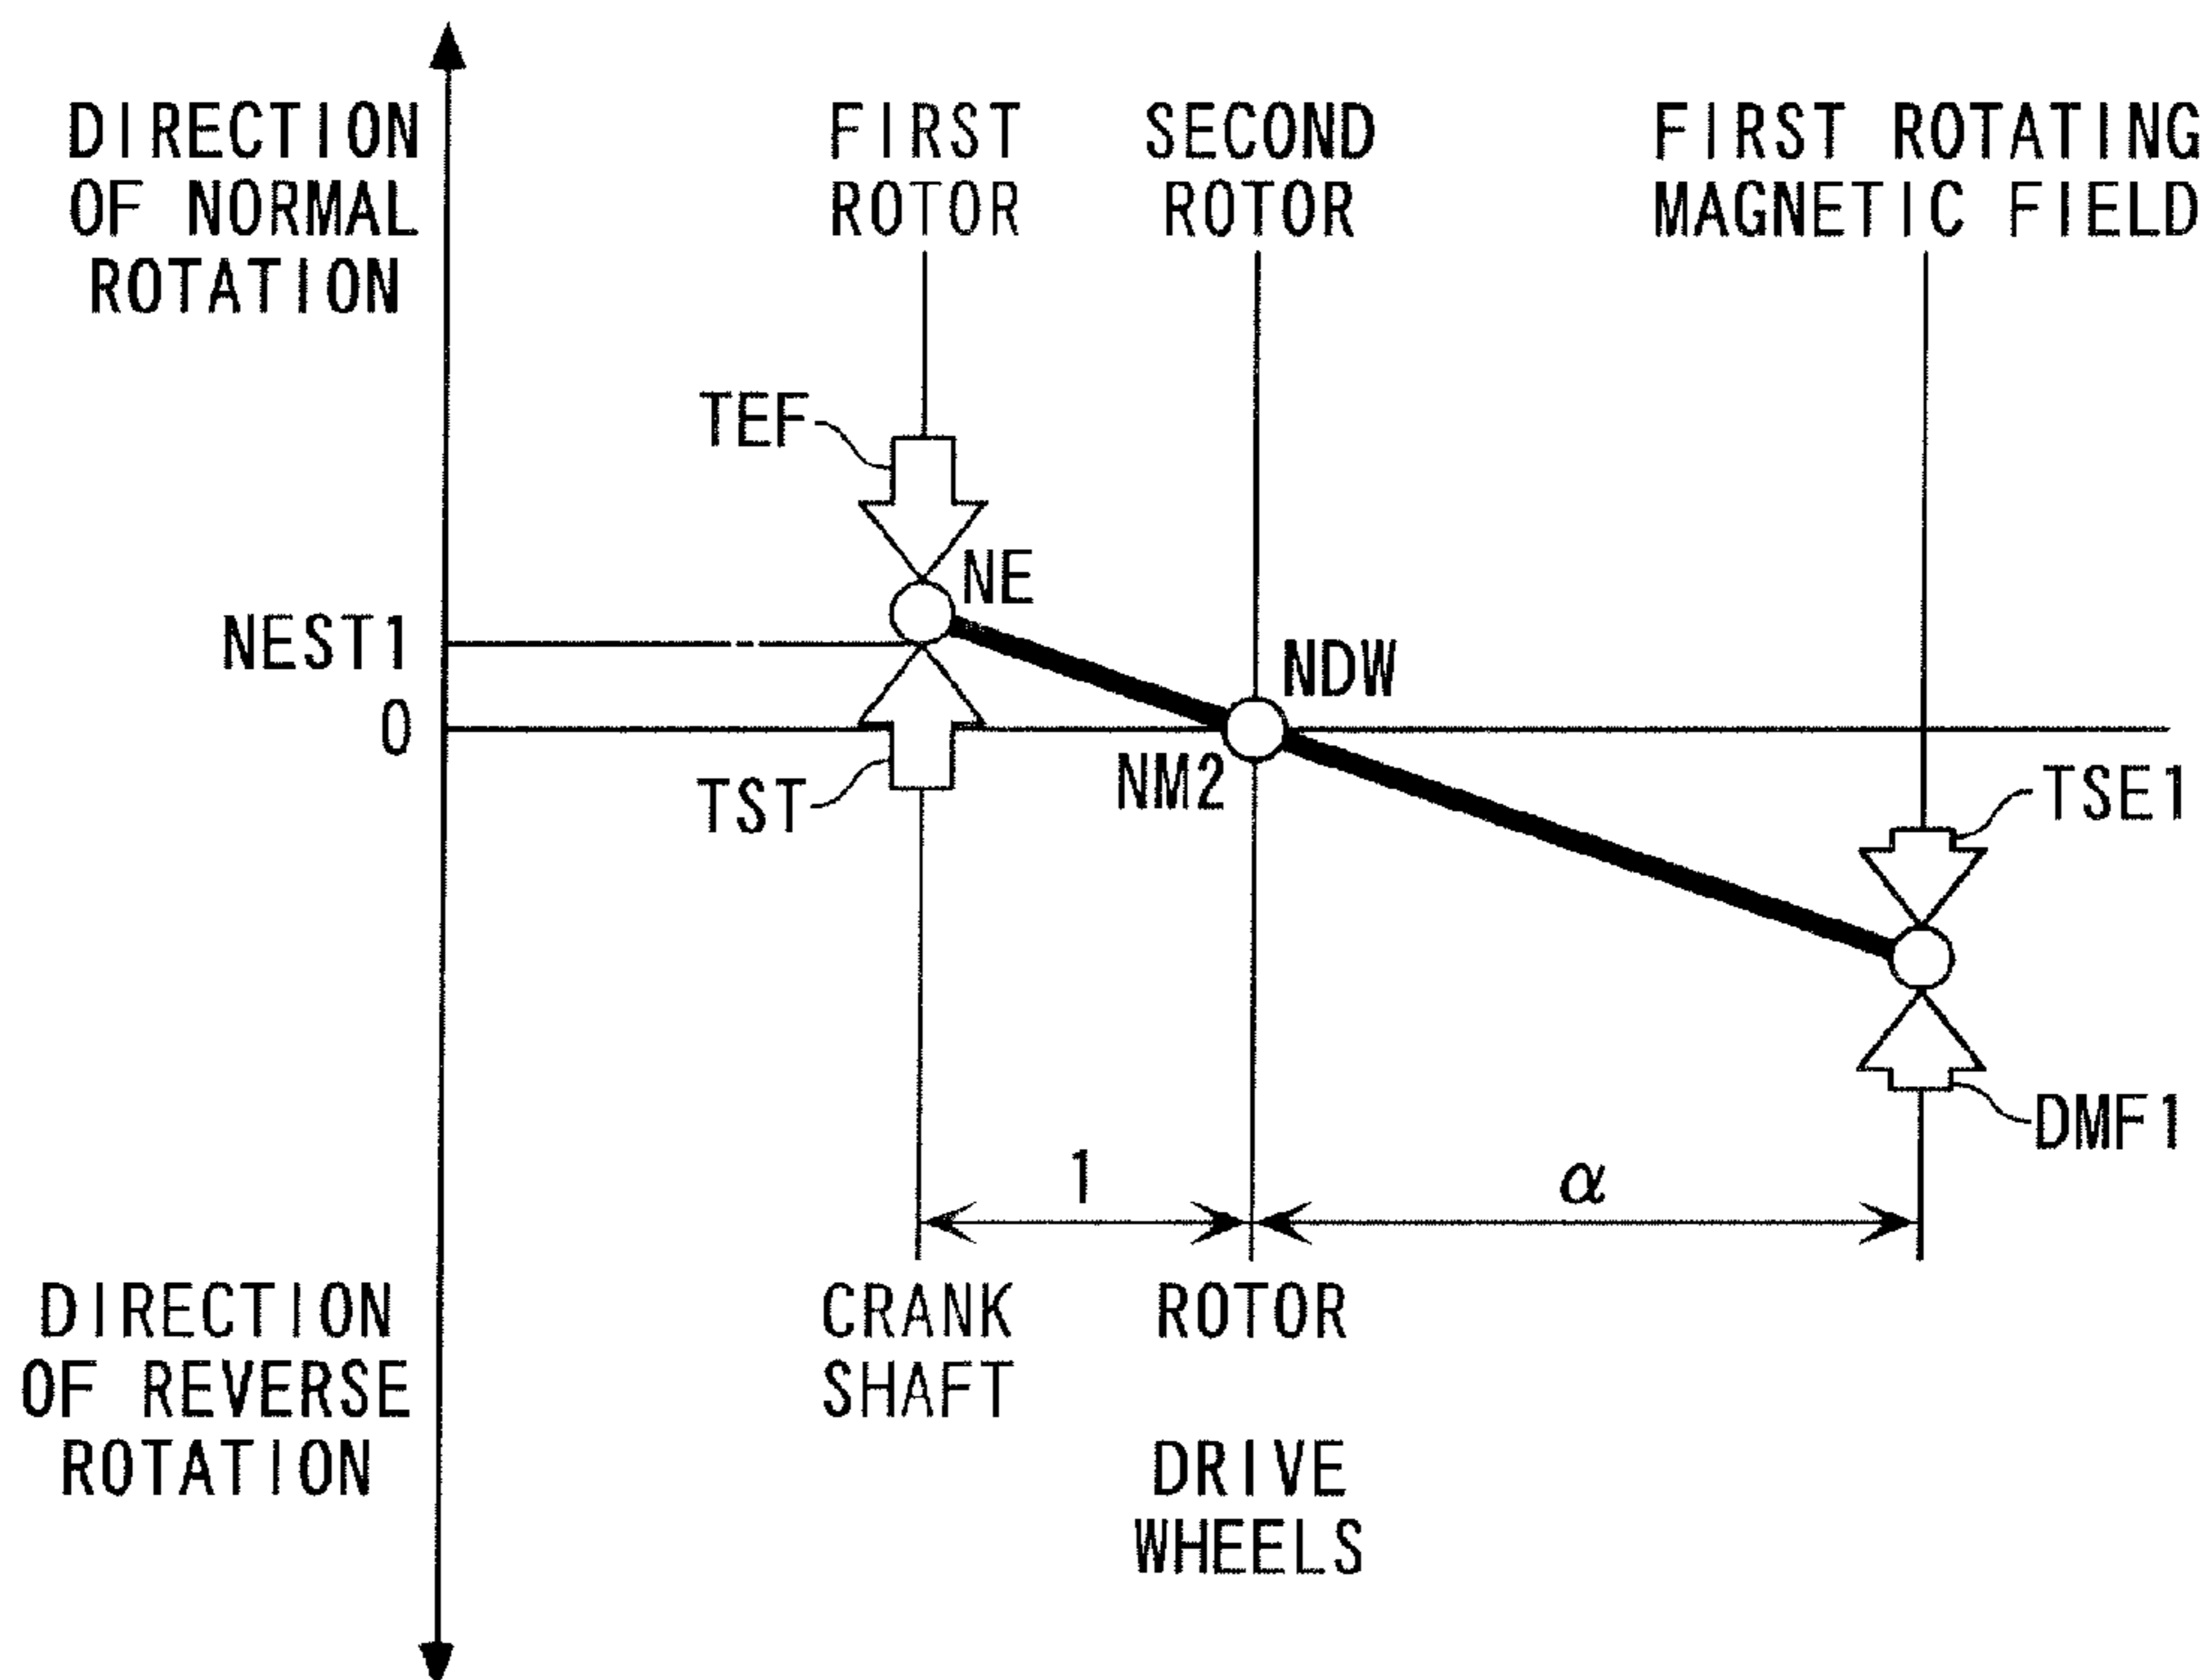 DIRECTION
OF NORMAL
ROTATION
FIRST
ROTOR
SECOND
ROTOR
FIRST ROTATING
MAGNETIC FIELD
TEF
NE
NEST1
NDW
0
NM2
TST
TSE1
DMF1
1
α
DIRECTION
OF REVERSE
ROTATION
CRANK
SHAFT
ROTOR
DRIVE
WHEELS